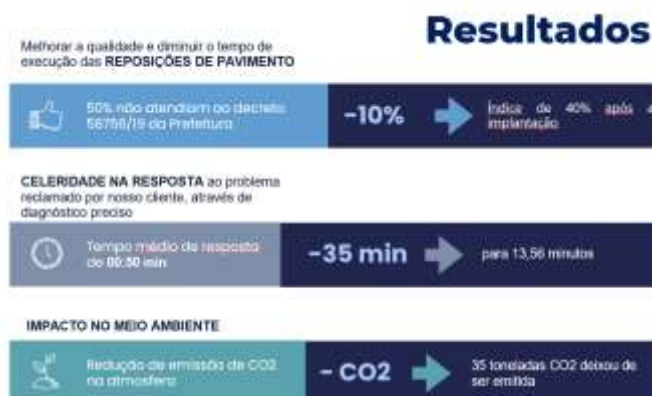 Resultados
Melhorar a qualidade e diminuir o tempo de
execução das REPOSIÇÕES DE PAVIMENTO
50% não atendiam ao decreto
58756/19 da Prefeitura
-10%
Índice de 40% após a
implantação
CELERIDADE NA RESPOSTA ao problema
reclamado por nosso cliente, através de
diagnóstico preciso
Tempo médio de resposta
de 00:50 min
-35 min
para 13,56 minutos
IMPACTO NO MEIO AMBIENTE
Redução de emissão de CO2
na atmosfera
- CO2
35 toneladas CO2 deixou de
ser emitida